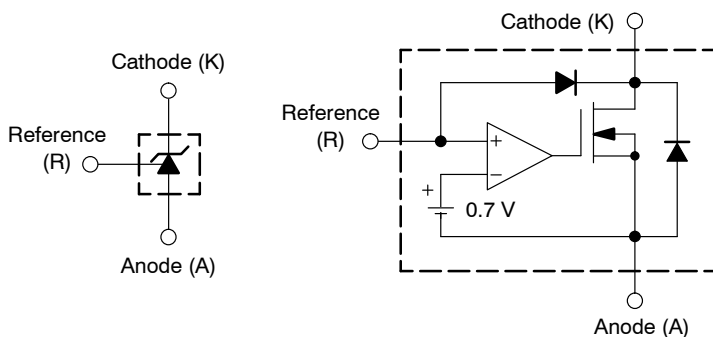 Cathode (K)
Reference
(R)
Anode (A)
Cathode (K)
Reference
(R)
+
−
+
0.7 V
Anode (A)